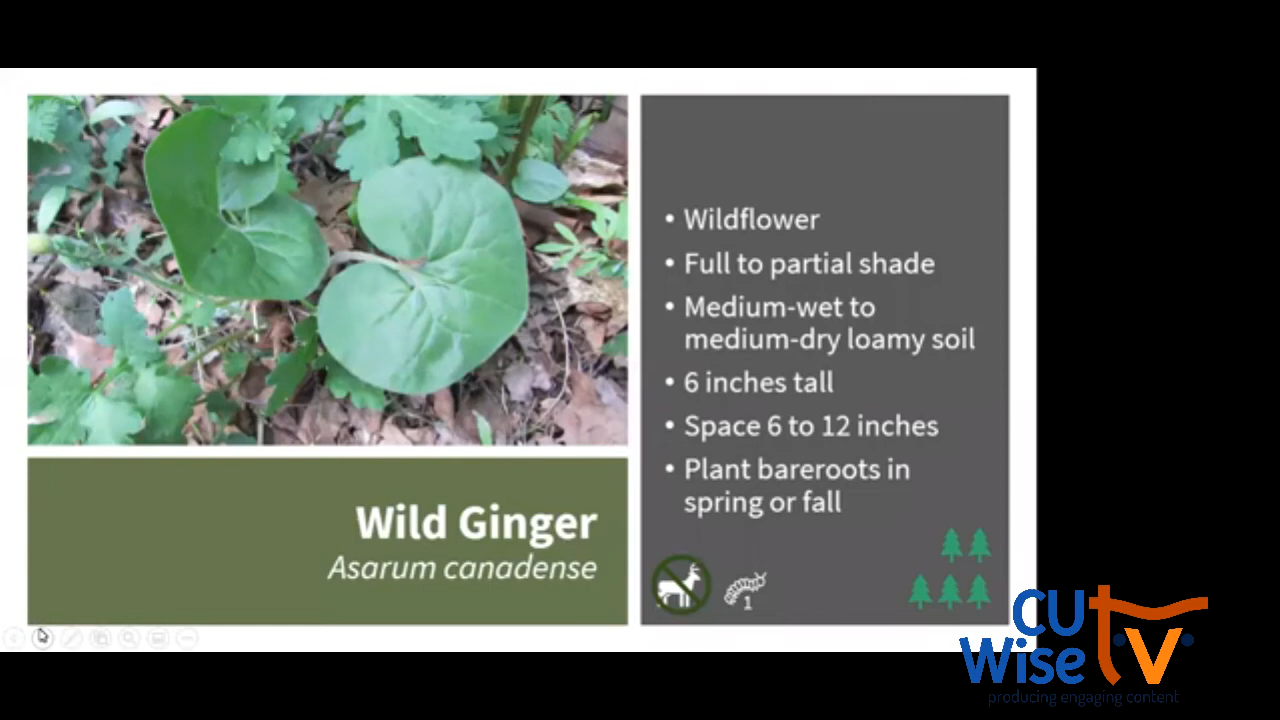 Wildflower
Full to partial shade
Medium-wet to
medium-dry loamy soil
6 inches tall
Space 6 to 12 inches
Plant bareroots in
spring or fall
Wild Ginger
Asarum canadense
1
CU
Wise
tv
producing engaging content